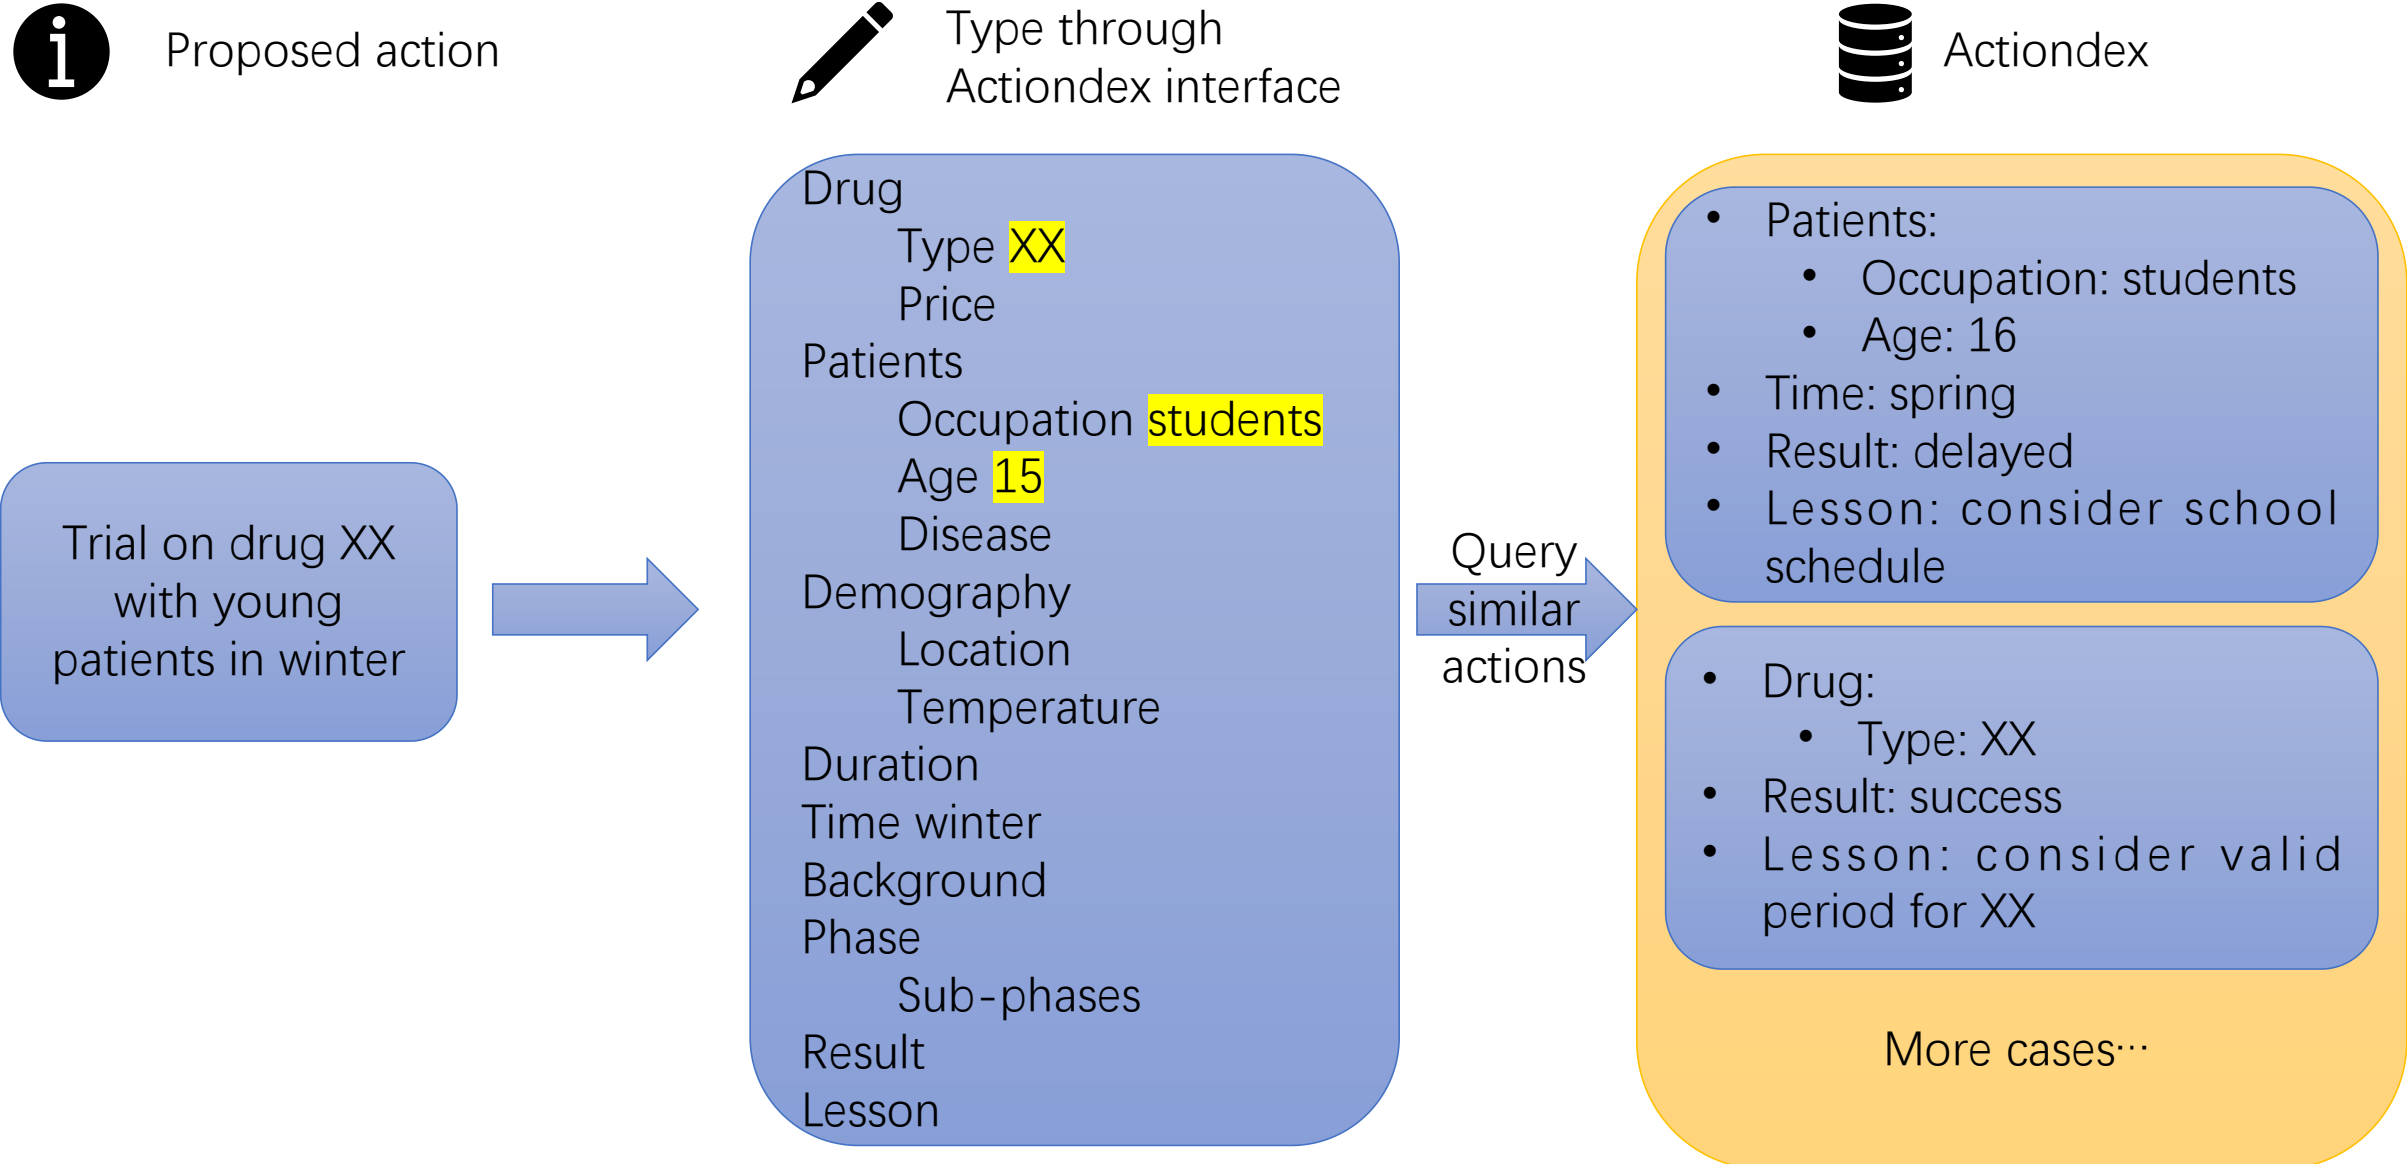 Proposed action
Type through
Actiondex interface
Actiondex
Trial on drug XX
with young
patients in winter
Drug
Type XX
Price
Patients
Occupation students
Age 15
Disease
Demography
Location
Temperature
Duration
Time winter
Background
Phase
Sub-phases
Result
Lesson
Query
similar
actions
• Patients:
• Occupation: students
• Age: 16
• Time: spring
• Result: delayed
• Lesson: consider school
schedule
• Drug:
• Type: XX
• Result: success
• Lesson: consider valid
period for XX
More cases…